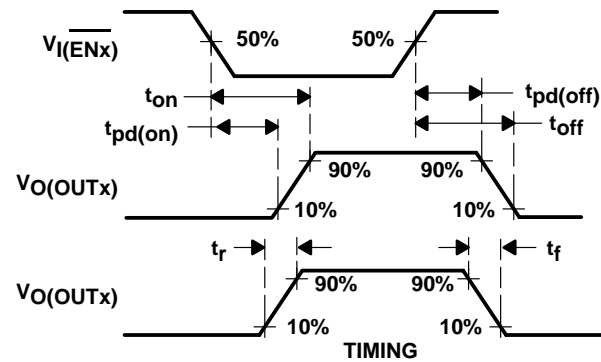 V_I(ENx) 50% 50%
t_on t_pd(off)
t_pd(on) t_off
V_O(OUTx) 90% 90%
10% 10%
t_r t_f
V_O(OUTx) 90% 90%
10% 10%
TIMING